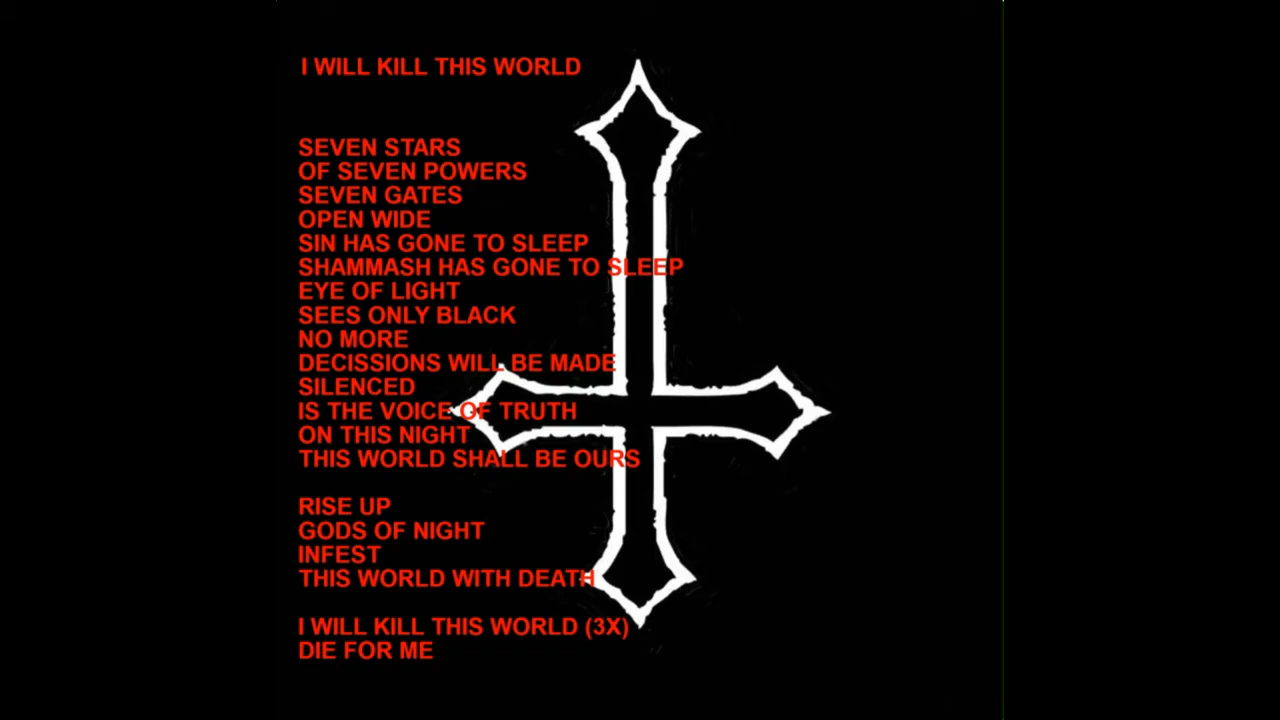 I WILL KILL THIS WORLD
SEVEN STARS
OF SEVEN POWERS
SEVEN GATES
OPEN WIDE
SIN HAS GONE TO SLEEP
SHAMMASH HAS GONE TO SLEEP
EYE OF LIGHT
SEES ONLY BLACK
NO MORE
DECISSIONS WILL BE MADE
SILENCED
IS THE VOICE OF TRUTH
ON THIS NIGHT
THIS WORLD SHALL BE OURS
RISE UP
GODS OF NIGHT
INFEST
THIS WORLD WITH DEATH
I WILL KILL THIS WORLD (3X)
DIE FOR ME